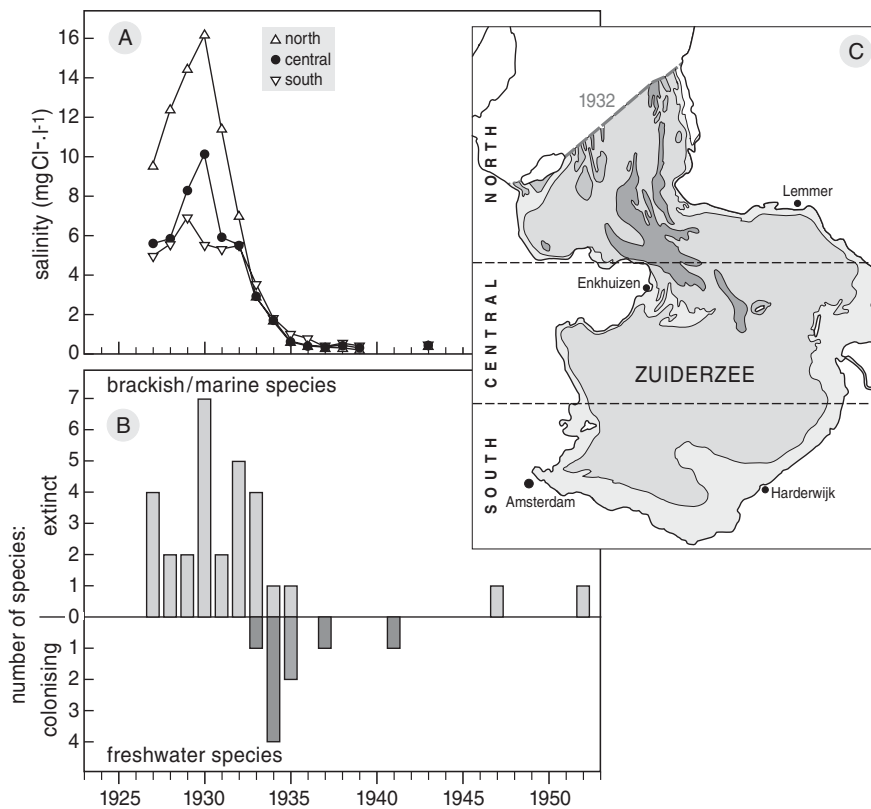 A
16
14
12
10
8
6
4
2
0
salinity (mg Cl⁻.l⁻¹)
north
central
south
B
brackish/marine species
7
6
5
4
3
2
1
0
1
2
3
4
number of species:
extinct
colonising
freshwater species
1925
1930
1935
1940
1945
1950
C
1932
NORTH
CENTRAL
SOUTH
Lemmer
Enkhuizen
ZUIDERZEE
Amsterdam
Harderwijk